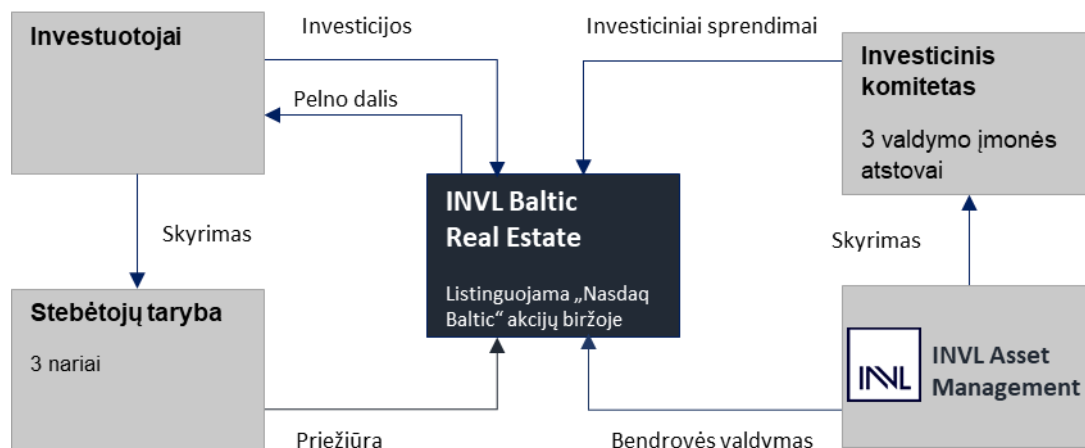 Investuotojai
Investicijos
Pelno dalis
Investiciniai sprendimai
Investicinis
komitetas
3 valdymo įmonės
atstovai
INVL Baltic
Real Estate
Listinguojama „Nasdaq
Baltic“ akcijų biržoje
Skyrimas
Skyrimas
Stebėtojų taryba
3 nariai
Priežiūra
INVL
INVL Asset
Management
Bendrovės valdymas